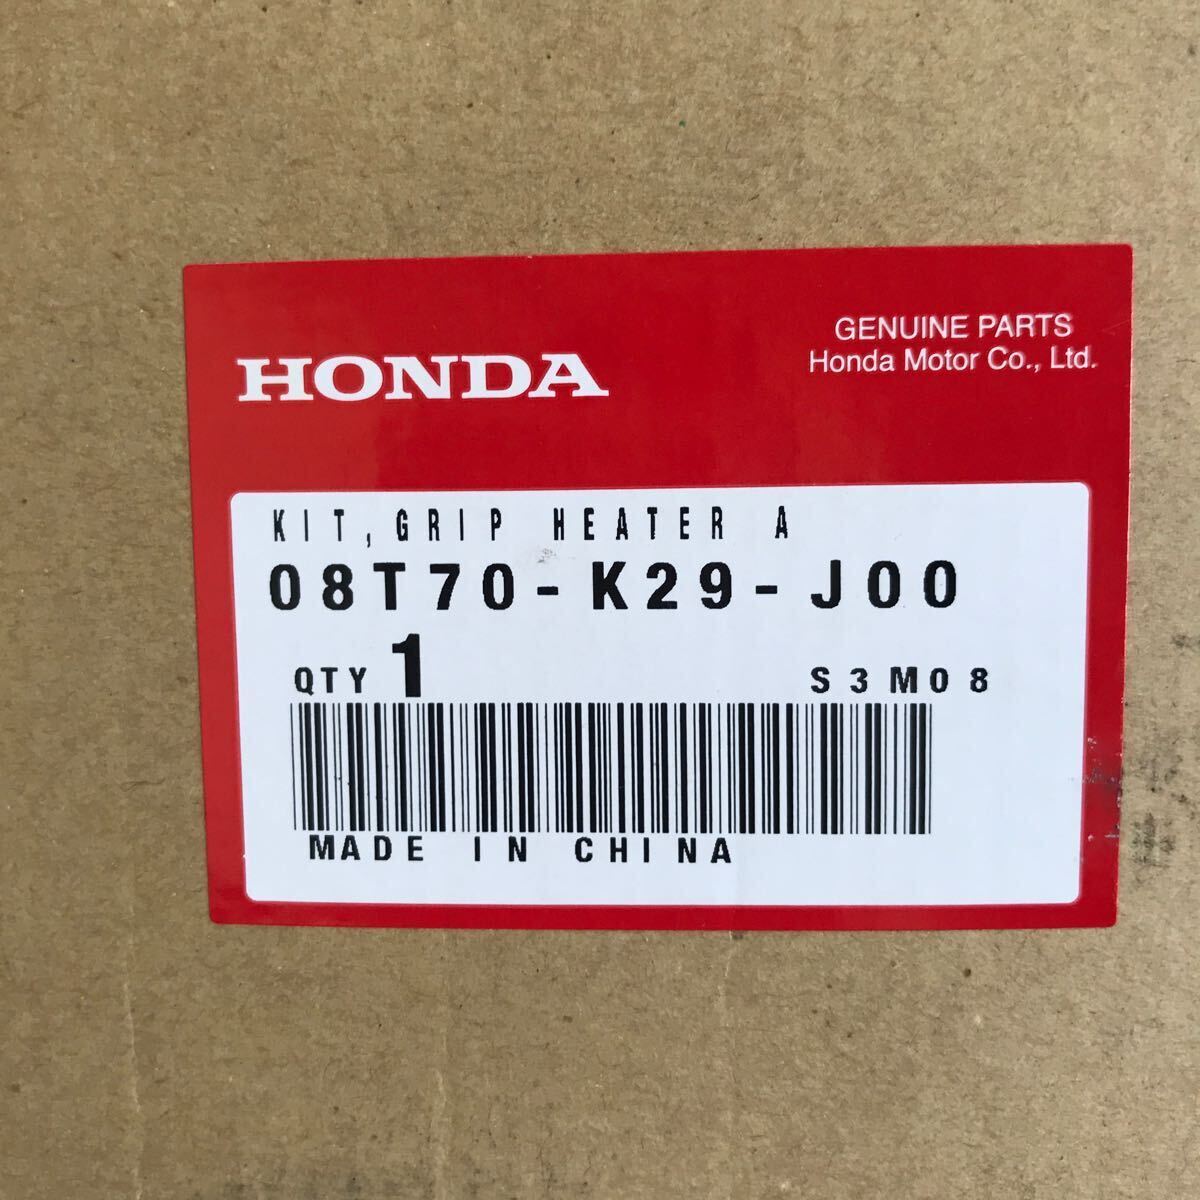 HONDA
GENUINE PARTS
Honda Motor Co., Ltd.
KIT, GRIP HEATER A
08T70-K29-J00
QTY 1
S3M08
MADE IN CHINA